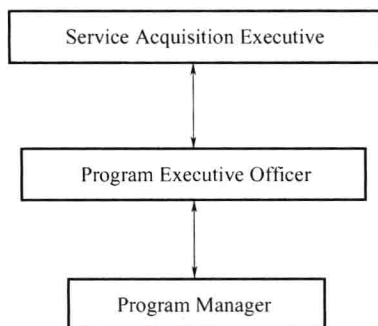 Service Acquisition Executive
Program Executive Officer
Program Manager